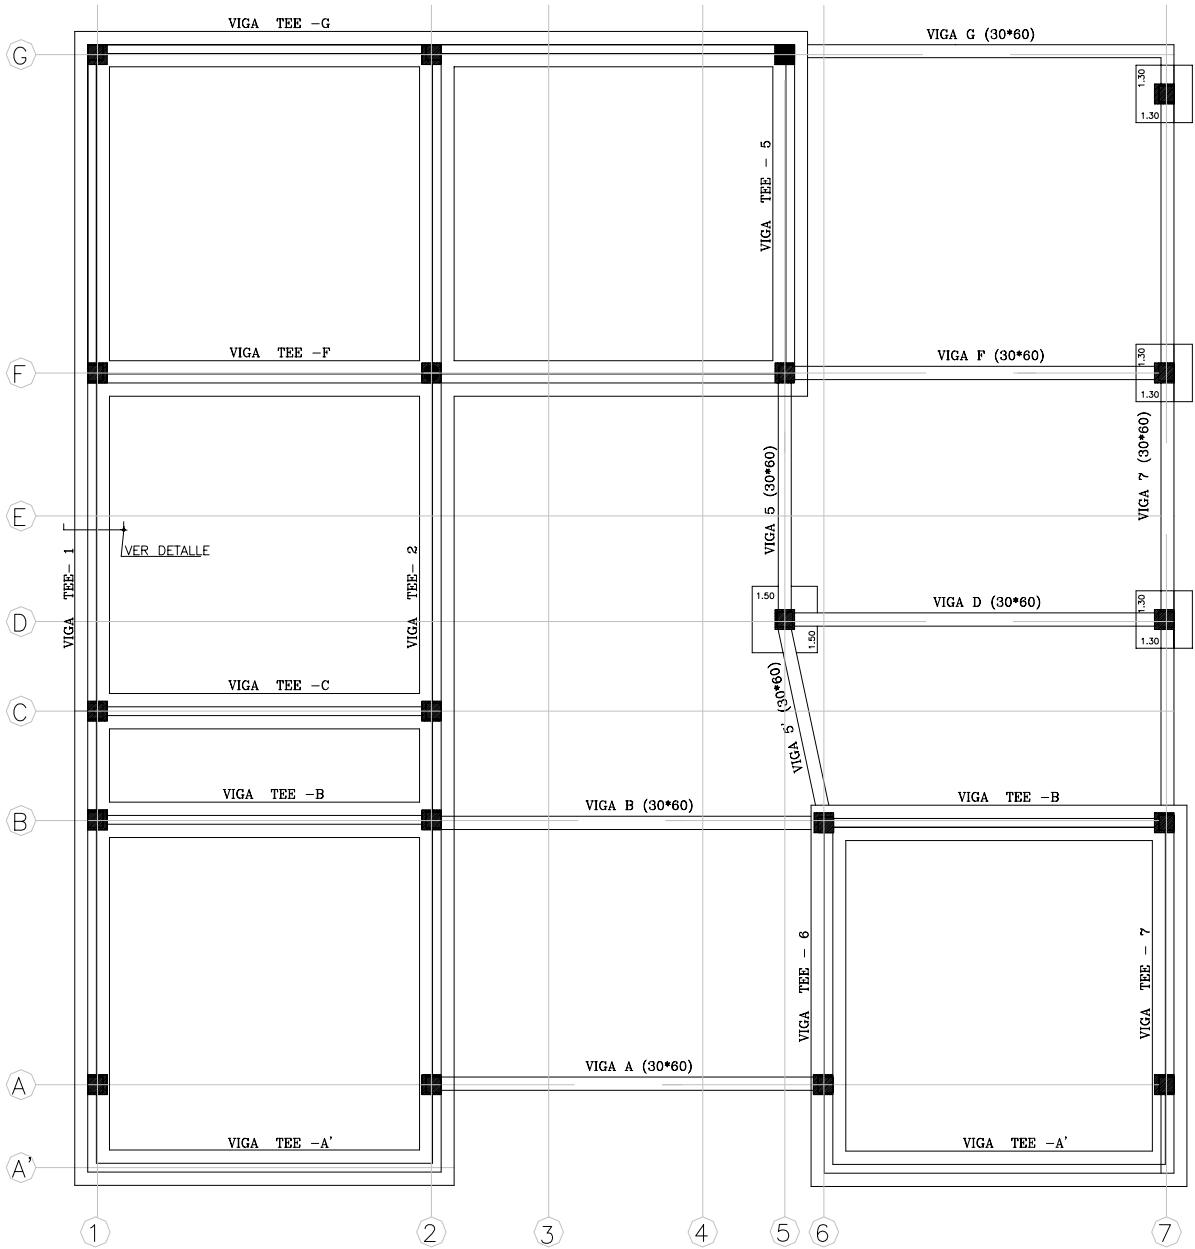 VIGA TEE -G
VIGA G (30*60)
G
1.30
1.30
VIGA TEE - 5
VIGA TEE -F
VIGA F (30*60)
F
1.30
1.30
VIGA 5 (30*60)
VIGA 7 (30*60)
E
VER DETALLE
VIGA TEE- 1
VIGA TEE- 2
1.50
1.50
VIGA D (30*60)
D
1.30
1.30
VIGA TEE -C
C
VIGA 5' (30*60)
VIGA TEE -B
VIGA B (30*60)
VIGA TEE -B
B
VIGA TEE - 6
VIGA TEE - 7
VIGA A (30*60)
A
VIGA TEE -A'
VIGA TEE -A'
A'
1
2
3
4
5
6
7